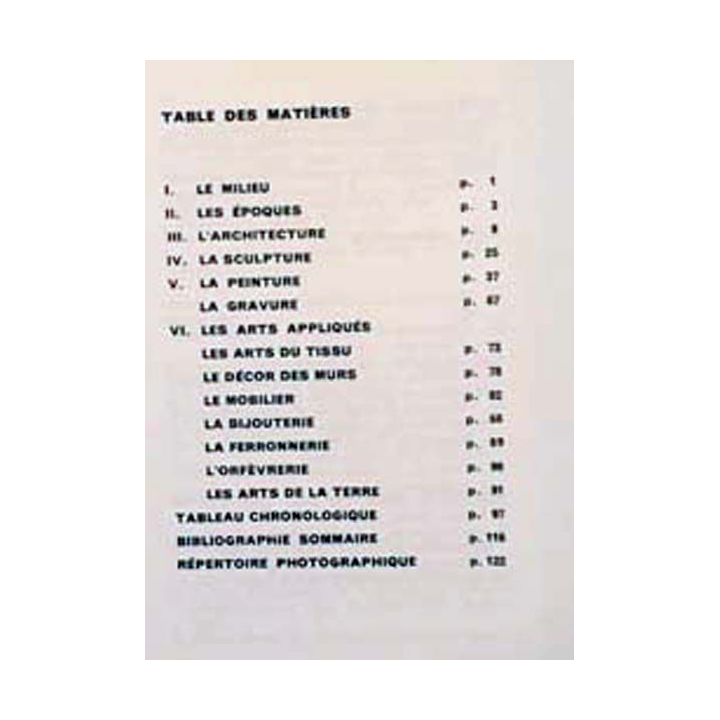 TABLE DES MATIÈRES
I. LE MILIEU p. 1
II. LES ÉPOQUES p. 3
III. L'ARCHITECTURE p. 9
IV. LA SCULPTURE p. 25
V. LA PEINTURE p. 37
LA GRAVURE p. 67
VI. LES ARTS APPLIQUÉS
LES ARTS DU TISSU p. 73
LE DÉCOR DES MURS p. 78
LE MOBILIER p. 82
LA BIJOUTERIE p.
LA FERRONNERIE p. 89
L'ORFÈVRERIE p. 90
LES ARTS DE LA TERRE p. 91
TABLEAU CHRONOLOGIQUE p. 97
BIBLIOGRAPHIE SOMMAIRE p. 116
RÉPERTOIRE PHOTOGRAPHIQUE p. 122